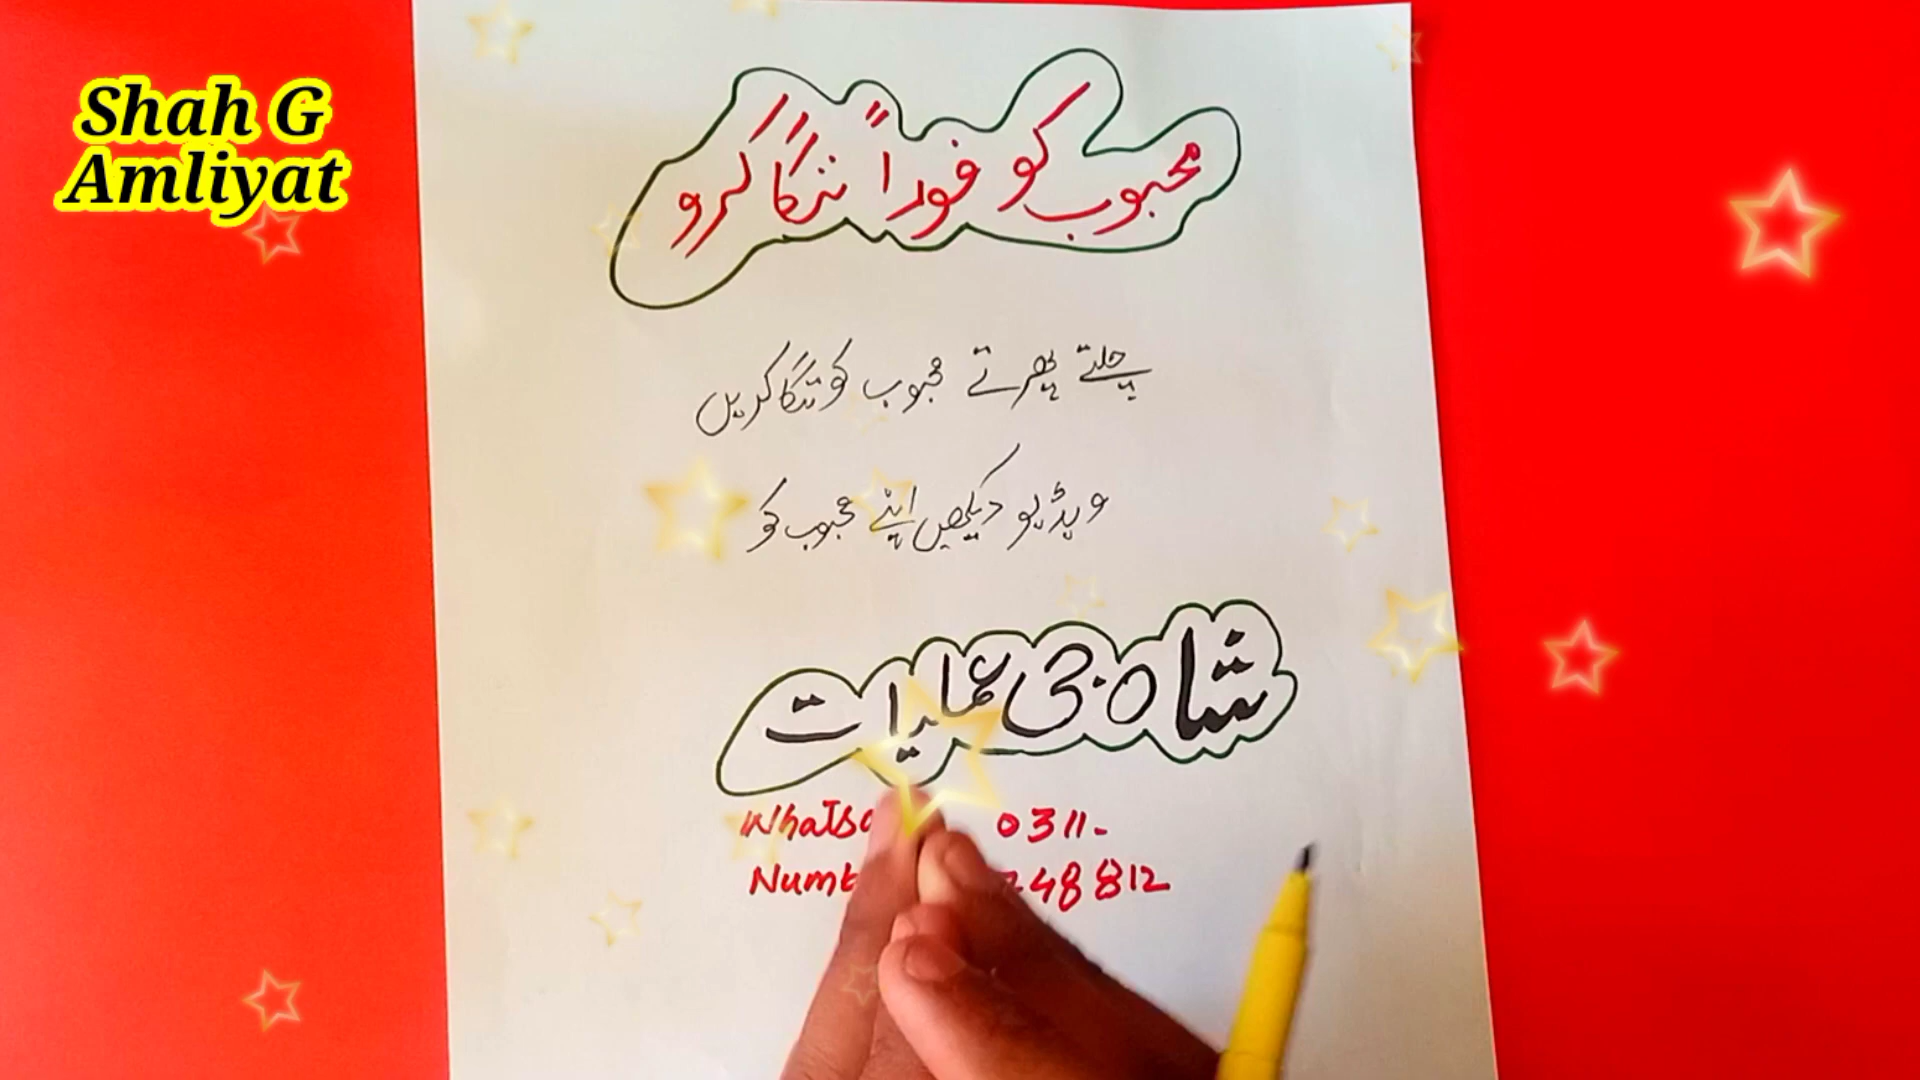 Shah G
Amliyat
محبوب کو فوراً ننگا کرو
چلتے پھرتے محبوب کو ننگا کریں
ویڈیو دیکھیں اپنے محبوب کو
شاہ جی عملیات
0311-
48812